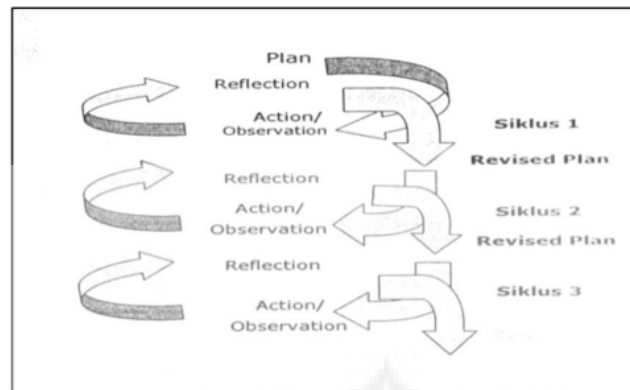 Plan
Reflection
Action/
Observation
Siklus 1
Revised Plan
Reflection
Action/
Observation
Siklus 2
Revised Plan
Reflection
Action/
Observation
Siklus 3